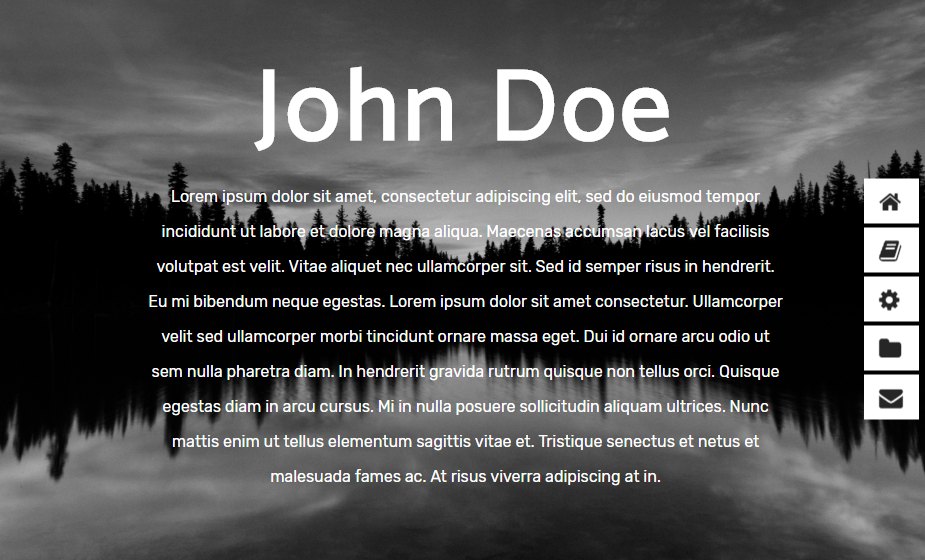 John Doe
Lorem ipsum dolor sit amet, consectetur adipiscing elit, sed do eiusmod tempor
incididunt ut labore et dolore magna aliqua. Maecenas accumsan lacus vel facilisis
volutpat est velit. Vitae aliquet nec ullamcorper sit. Sed id semper risus in hendrerit.
Eu mi bibendum neque egestas. Lorem ipsum dolor sit amet consectetur. Ullamcorper
velit sed ullamcorper morbi tincidunt ornare massa eget. Dui id ornare arcu odio ut
sem nulla pharetra diam. In hendrerit gravida rutrum quisque non tellus orci. Quisque
egestas diam in arcu cursus. Mi in nulla posuere sollicitudin aliquam ultrices. Nunc
mattis enim ut tellus elementum sagittis vitae et. Tristique senectus et netus et
malesuada fames ac. At risus viverra adipiscing at in.